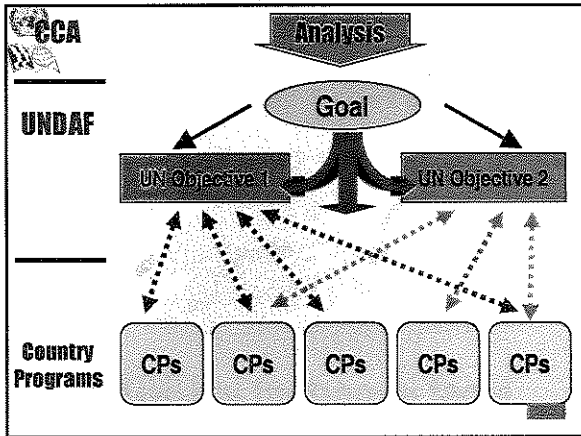 CCA
Analysis
UNDAF
Goal
UN Objective 1
UN Objective 2
Country
Programs
CPs
CPs
CPs
CPs
CPs